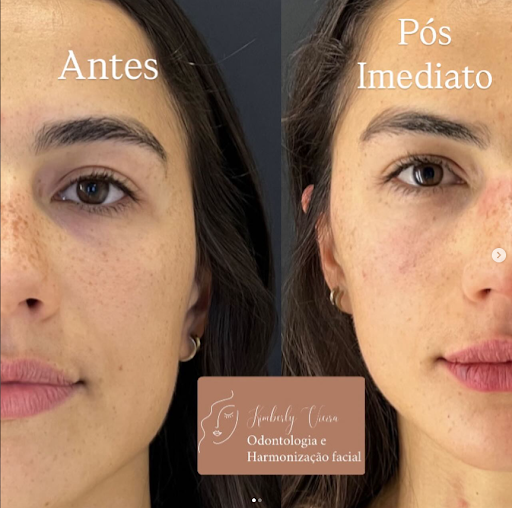 Antes
Pós
Imediato
Kimberly Vieira
Odontologia e
Harmonização facial